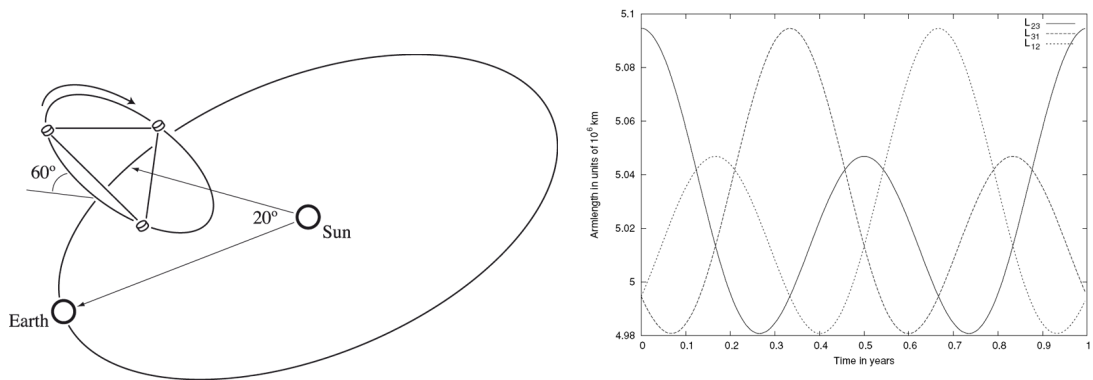 60°
20°
Sun
Earth
5.1
5.08
5.06
5.04
5.02
5
4.98
Armlength in units of 10⁶ km
L₂₃
L₃₁
L₁₂
0 0.1 0.2 0.3 0.4 0.5 0.6 0.7 0.8 0.9 1
Time in years